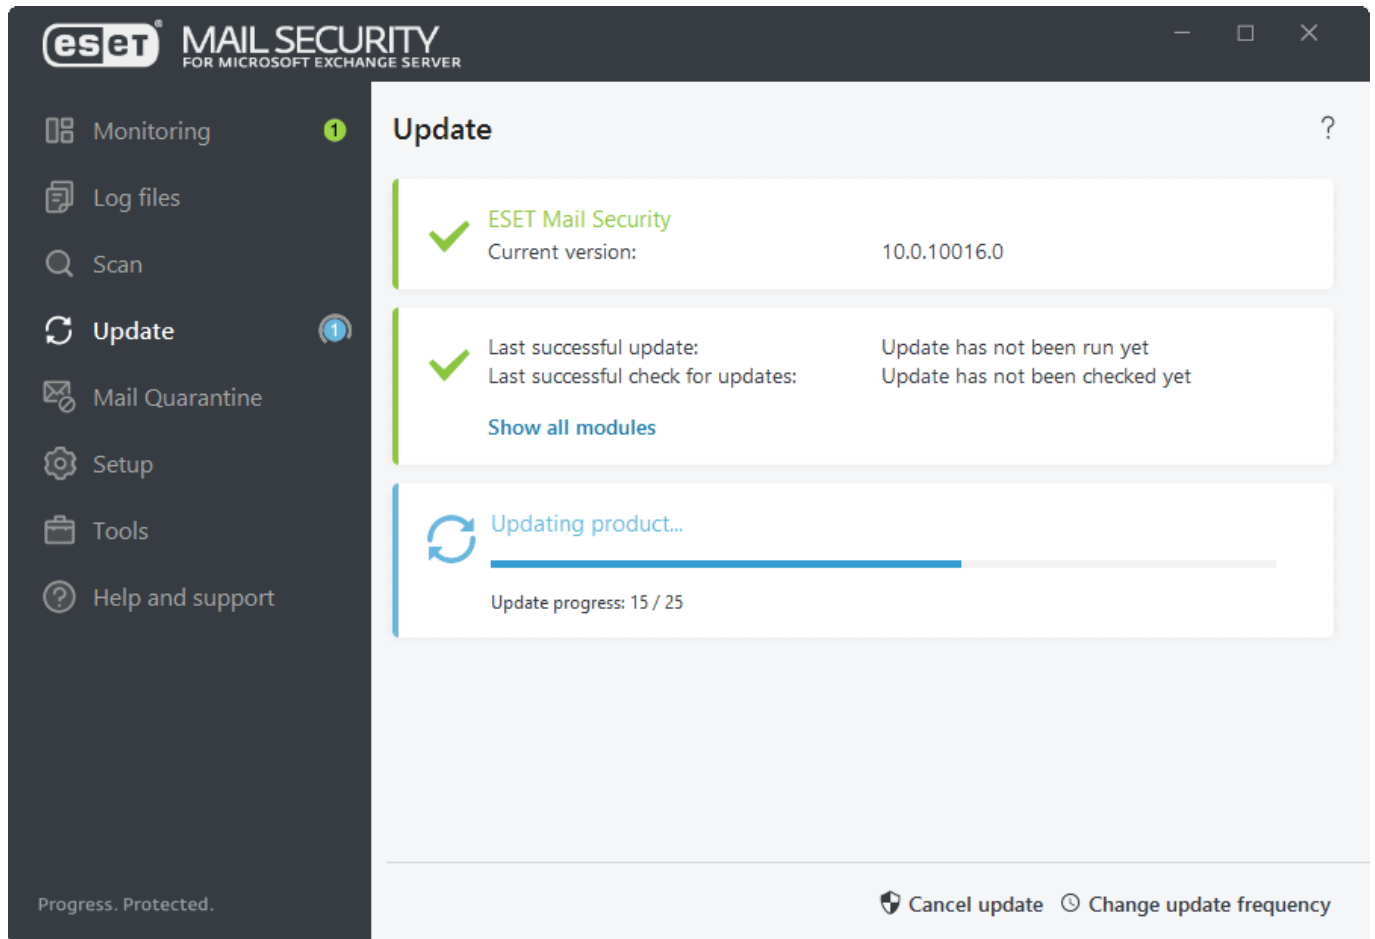 eset® MAIL SECURITY
FOR MICROSOFT EXCHANGE SERVER
Monitoring 1
Log files
Scan
Update 1
Mail Quarantine
Setup
Tools
Help and support
Progress. Protected.
Update ?
ESET Mail Security
Current version: 10.0.10016.0
Last successful update: Update has not been run yet
Last successful check for updates: Update has not been checked yet
Show all modules
Updating product...
Update progress: 15 / 25
Cancel update Change update frequency